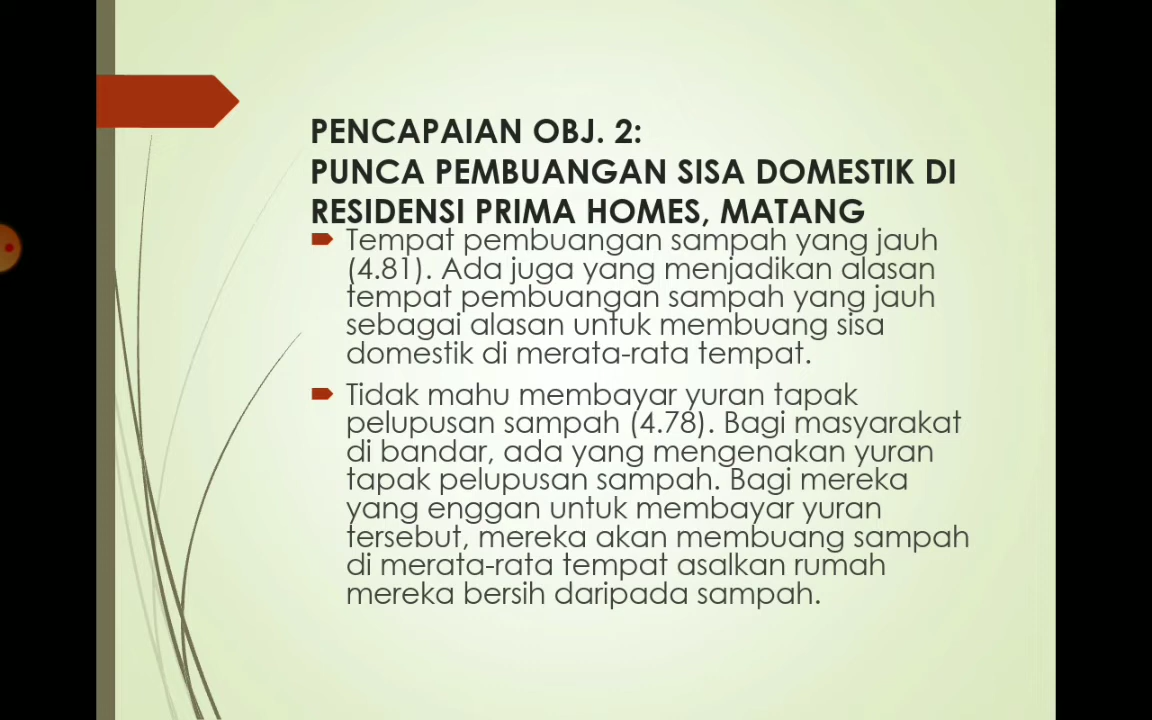 PENCAPAIAN OBJ. 2:
PUNCA PEMBUANGAN SISA DOMESTIK DI
RESIDENSI PRIMA HOMES, MATANG
Tempat pembuangan sampah yang jauh
(4.81). Ada juga yang menjadikan alasan
tempat pembuangan sampah yang jauh
sebagai alasan untuk membuang sisa
domestik di merata-rata tempat.
Tidak mahu membayar yuran tapak
pelupusan sampah (4.78). Bagi masyarakat
di bandar, ada yang mengenakan yuran
tapak pelupusan sampah. Bagi mereka
yang enggan untuk membayar yuran
tersebut, mereka akan membuang sampah
di merata-rata tempat asalkan rumah
mereka bersih daripada sampah.